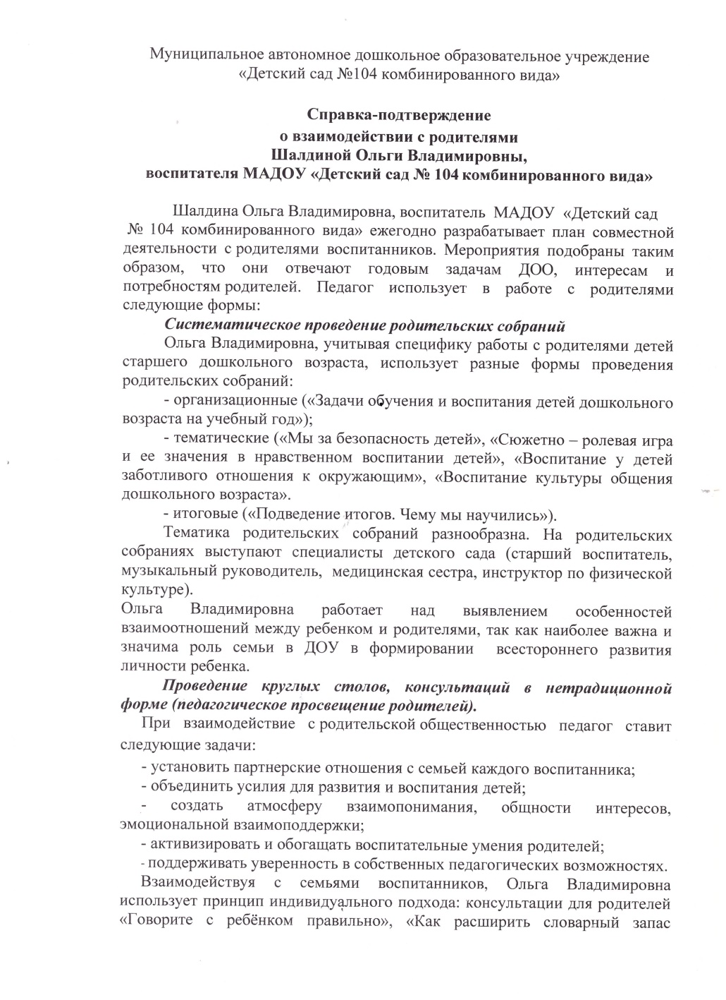 Муниципальное автономное дошкольное образовательное учреждение
«Детский сад №104 комбинированного вида»
Справка-подтверждение
о взаимодействии с родителями
Шалдиной Ольги Владимировны,
воспитателя МАДОУ «Детский сад № 104 комбинированного вида»
Шалдина Ольга Владимировна, воспитатель МАДОУ «Детский сад
№ 104 комбинированного вида» ежегодно разрабатывает план совместной
деятельности с родителями воспитанников. Мероприятия подобраны таким
образом, что они отвечают годовым задачам ДОО, интересам и
потребностям родителей. Педагог использует в работе с родителями
следующие формы:
Систематическое проведение родительских собраний
Ольга Владимировна, учитывая специфику работы с родителями детей
старшего дошкольного возраста, использует разные формы проведения
родительских собраний:
- организационные («Задачи обучения и воспитания детей дошкольного
возраста на учебный год»);
- тематические («Мы за безопасность детей», «Сюжетно – ролевая игра
и ее значения в нравственном воспитании детей», «Воспитание у детей
заботливого отношения к окружающим», «Воспитание культуры общения
дошкольного возраста».
- итоговые («Подведение итогов. Чему мы научились»).
Тематика родительских собраний разнообразна. На родительских
собраниях выступают специалисты детского сада (старший воспитатель,
музыкальный руководитель, медицинская сестра, инструктор по физической
культуре).
Ольга Владимировна работает над выявлением особенностей
взаимоотношений между ребенком и родителями, так как наиболее важна и
значима роль семьи в ДОУ в формировании всестороннего развития
личности ребенка.
Проведение круглых столов, консультаций в нетрадиционной
форме (педагогическое просвещение родителей).
При взаимодействие с родительской общественностью педагог ставит
следующие задачи:
- установить партнерские отношения с семьей каждого воспитанника;
- объединить усилия для развития и воспитания детей;
- создать атмосферу взаимопонимания, общности интересов,
эмоциональной взаимоподдержки;
- активизировать и обогащать воспитательные умения родителей;
- поддерживать уверенность в собственных педагогических возможностях.
Взаимодействуя с семьями воспитанников, Ольга Владимировна
использует принцип индивидуального подхода: консультации для родителей
«Говорите с ребёнком правильно», «Как расширить словарный запас